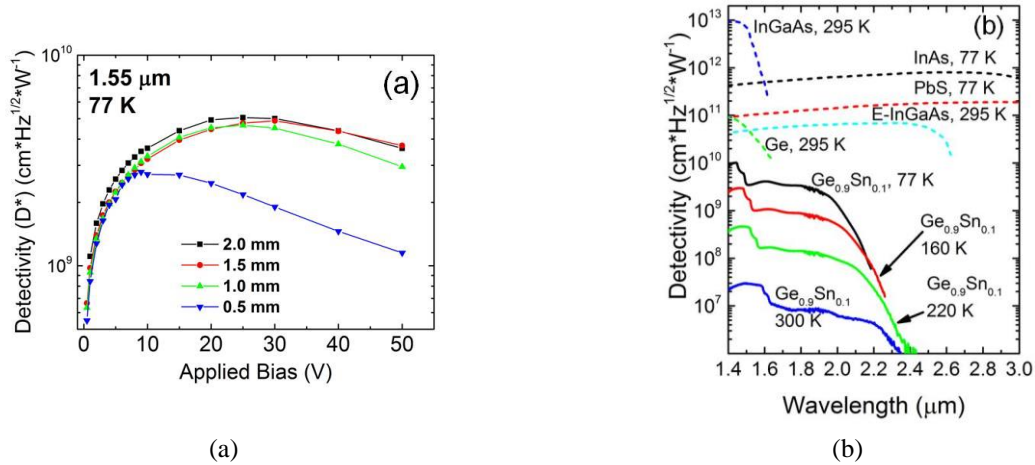 (a)
1.55 μm
77 K
10^10
10^9
Detectivity (D*) (cm*Hz^1/2*W^-1)
2.0 mm
1.5 mm
1.0 mm
0.5 mm
0 10 20 30 40 50
Applied Bias (V)
(a)
(b)
InGaAs, 295 K
InAs, 77 K
PbS, 77 K
E-InGaAs, 295 K
Ge, 295 K
Ge0.9Sn0.1, 77 K
Ge0.9Sn0.1
160 K
Ge0.9Sn0.1
220 K
Ge0.9Sn0.1
300 K
10^13
10^12
10^11
10^10
10^9
10^8
10^7
Detectivity (cm*Hz^1/2*W^-1)
1.4 1.6 1.8 2.0 2.2 2.4 2.6 2.8 3.0
Wavelength (μm)
(b)